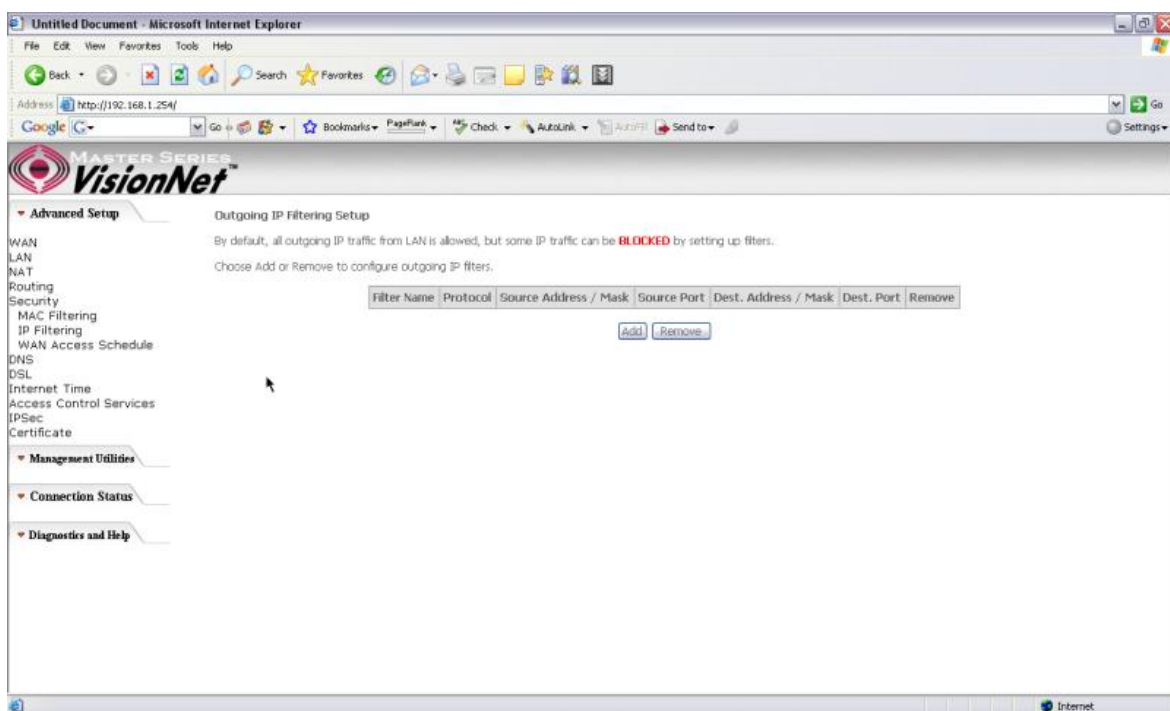 Untitled Document - Microsoft Internet Explorer
File Edit View Favorites Tools Help
Back Search Favorites
Address http://192.168.1.254/ Go
Google G Go Bookmarks PageRank Check AutoLink AutoFill Send to Settings
MASTER SERIES
VisionNet™
Advanced Setup
WAN
LAN
NAT
Routing
Security
MAC Filtering
IP Filtering
WAN Access Schedule
DNS
DSL
Internet Time
Access Control Services
IPSec
Certificate
Management Utilities
Connection Status
Diagnostics and Help
Outgoing IP Filtering Setup
By default, all outgoing IP traffic from LAN is allowed, but some IP traffic can be BLOCKED by setting up filters.
Choose Add or Remove to configure outgoing IP filters.
Filter Name Protocol Source Address / Mask Source Port Dest. Address / Mask Dest. Port Remove
Add Remove
Internet